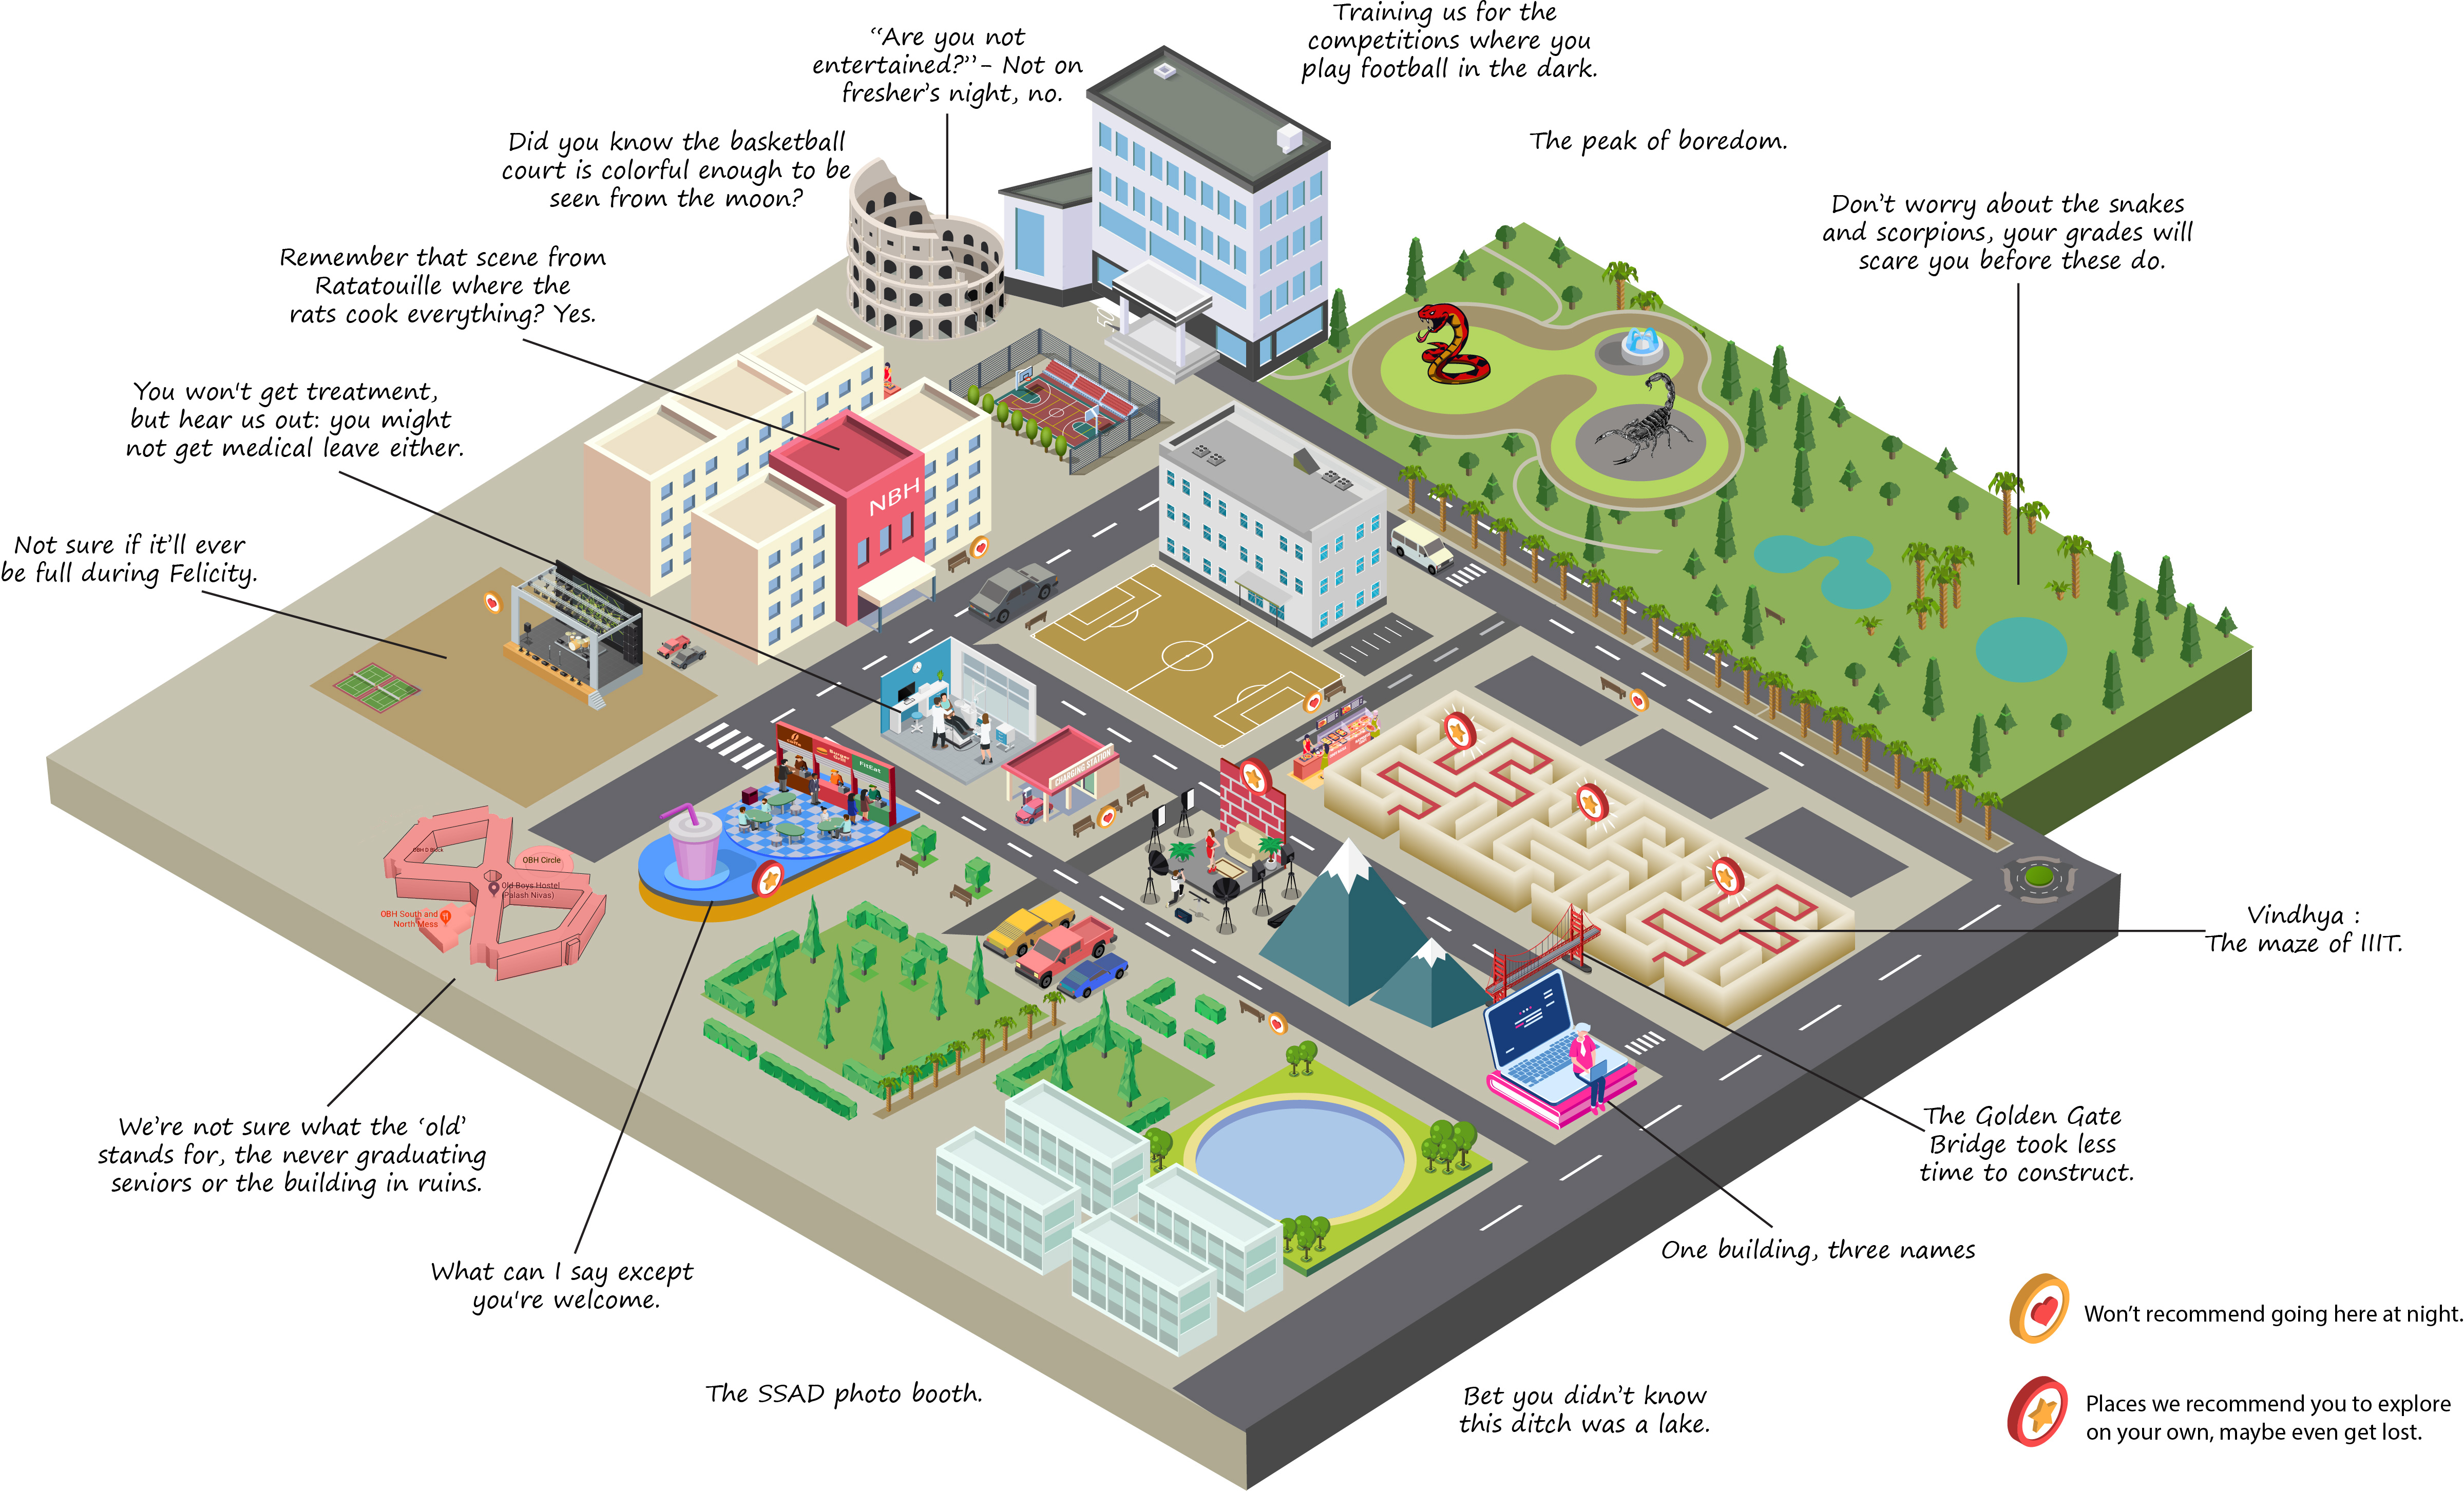 Training us for the
competitions where you
play football in the dark.
“Are you not
entertained?”- Not on
fresher’s night, no.
The peak of boredom.
Did you know the basketball
court is colorful enough to be
seen from the moon?
Don’t worry about the snakes
and scorpions, your grades will
scare you before these do.
Remember that scene from
Ratatouille where the
rats cook everything? Yes.
You won't get treatment,
but hear us out: you might
not get medical leave either.
NBH
Not sure if it’ll ever
be full during Felicity.
coffe
Burger
FitEat
CHARGING STATION
OBH D Block
OBH Circle
Old Boys Hostel
(Palash Nivas)
OBH South and
North Mess
Vindhya :
The maze of IIIT.
We’re not sure what the ‘old’
stands for, the never graduating
seniors or the building in ruins.
The Golden Gate
Bridge took less
time to construct.
What can I say except
you're welcome.
One building, three names
Won’t recommend going here at night.
The SSAD photo booth.
Bet you didn’t know
this ditch was a lake.
Places we recommend you to explore
on your own, maybe even get lost.